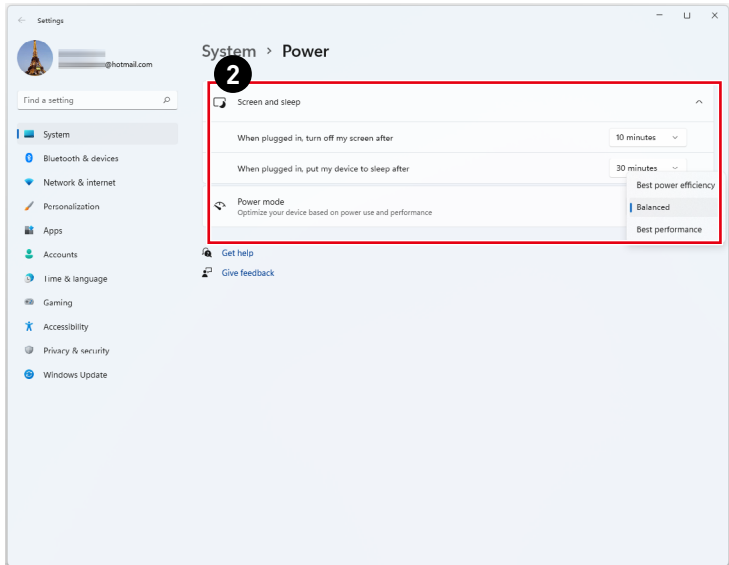 Settings
System > Power
@hotmail.com
2
Find a setting
Screen and sleep
System
When plugged in, turn off my screen after 10 minutes
Bluetooth & devices
When plugged in, put my device to sleep after 30 minutes
Network & internet
Best power efficiency
Power mode
Balanced
Personalization
Optimize your device based on power use and performance
Apps
Best performance
Accounts
Get help
Time & language
Give feedback
Gaming
Accessibility
Privacy & security
Windows Update